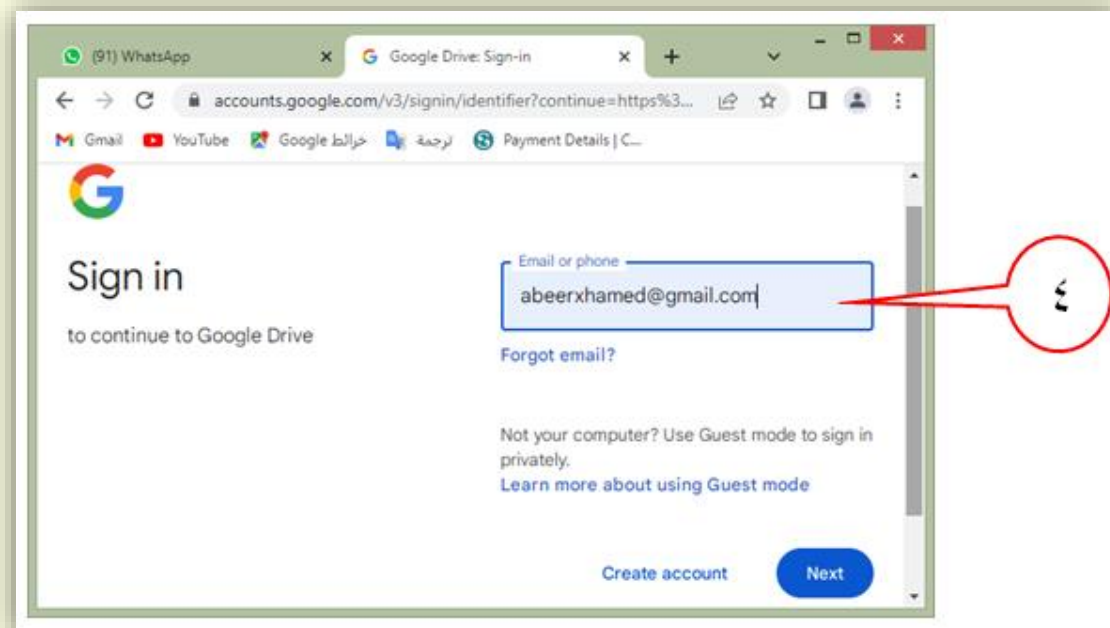 (91) WhatsApp
Google Drive: Sign-in
accounts.google.com/v3/signin/identifier?continue=https%3...
Gmail YouTube خرائط Google ترجمة Payment Details | C...
Sign in
to continue to Google Drive
Email or phone
abeerxhamed@gmail.com
Forgot email?
Not your computer? Use Guest mode to sign in
privately.
Learn more about using Guest mode
Create account
Next
٤